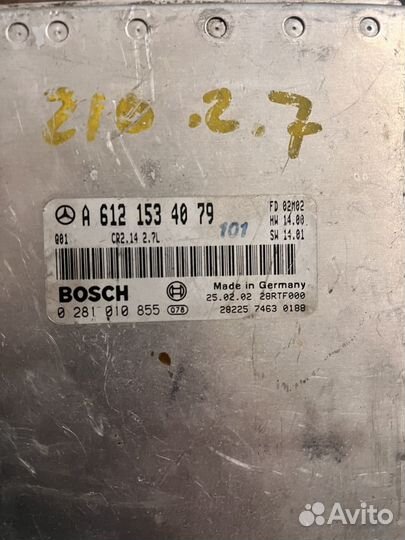 210 .2.7
A 612 153 40 79
FD 02M02
HW 14.00
Q01 CR2.14 2.7L
101
SW 14.01
BOSCH
Made in Germany
25.02.02 28RTF000
0 281 010 855 078
28225 7463 0188
Avito